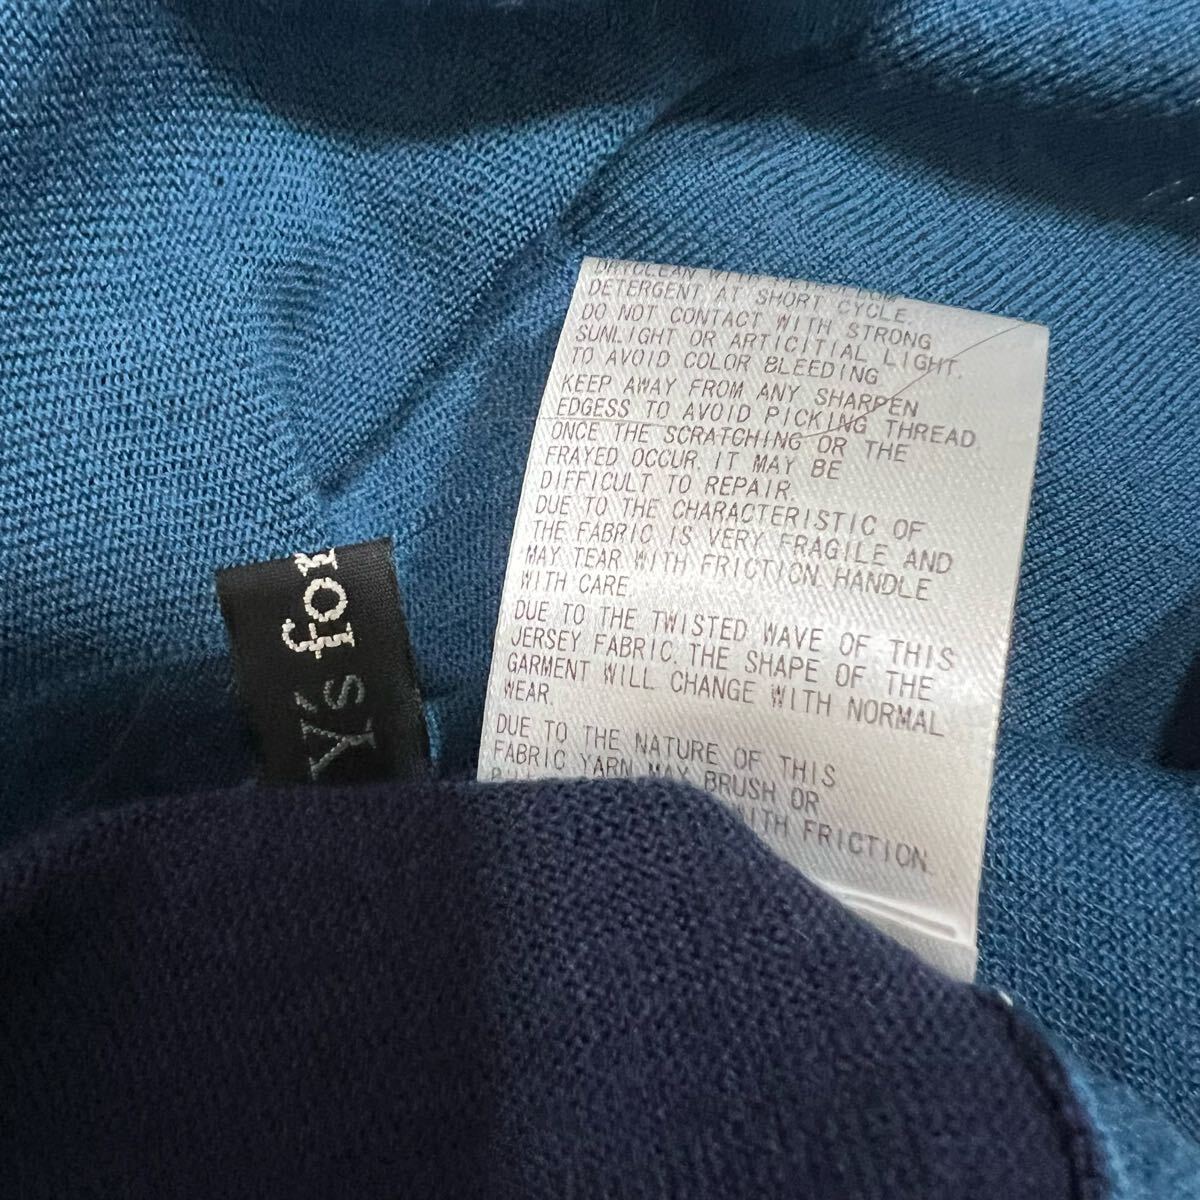 DRYCLEAN WITH
DETERGENT AT SHORT CYCLE.
DO NOT CONTACT WITH STRONG
SUNLIGHT OR ARTICITIAL LIGHT.
TO AVOID COLOR BLEEDING
KEEP AWAY FROM ANY SHARPEN
EDGESS TO AVOID PICKING THREAD.
ONCE THE SCRATCHING OR THE
FRAYED OCCUR. IT MAY BE
DIFFICULT TO REPAIR.
DUE TO THE CHARACTERISTIC OF
THE FABRIC IS VERY FRAGILE AND
MAY TEAR WITH FRICTION. HANDLE
WITH CARE.
DUE TO THE TWISTED WAVE OF THIS
JERSEY FABRIC, THE SHAPE OF THE
GARMENT WILL CHANGE WITH NORMAL
WEAR.
DUE TO THE NATURE OF THIS
FABRIC YARN MAY BRUSH OR
WITH FRICTION.
Y's for